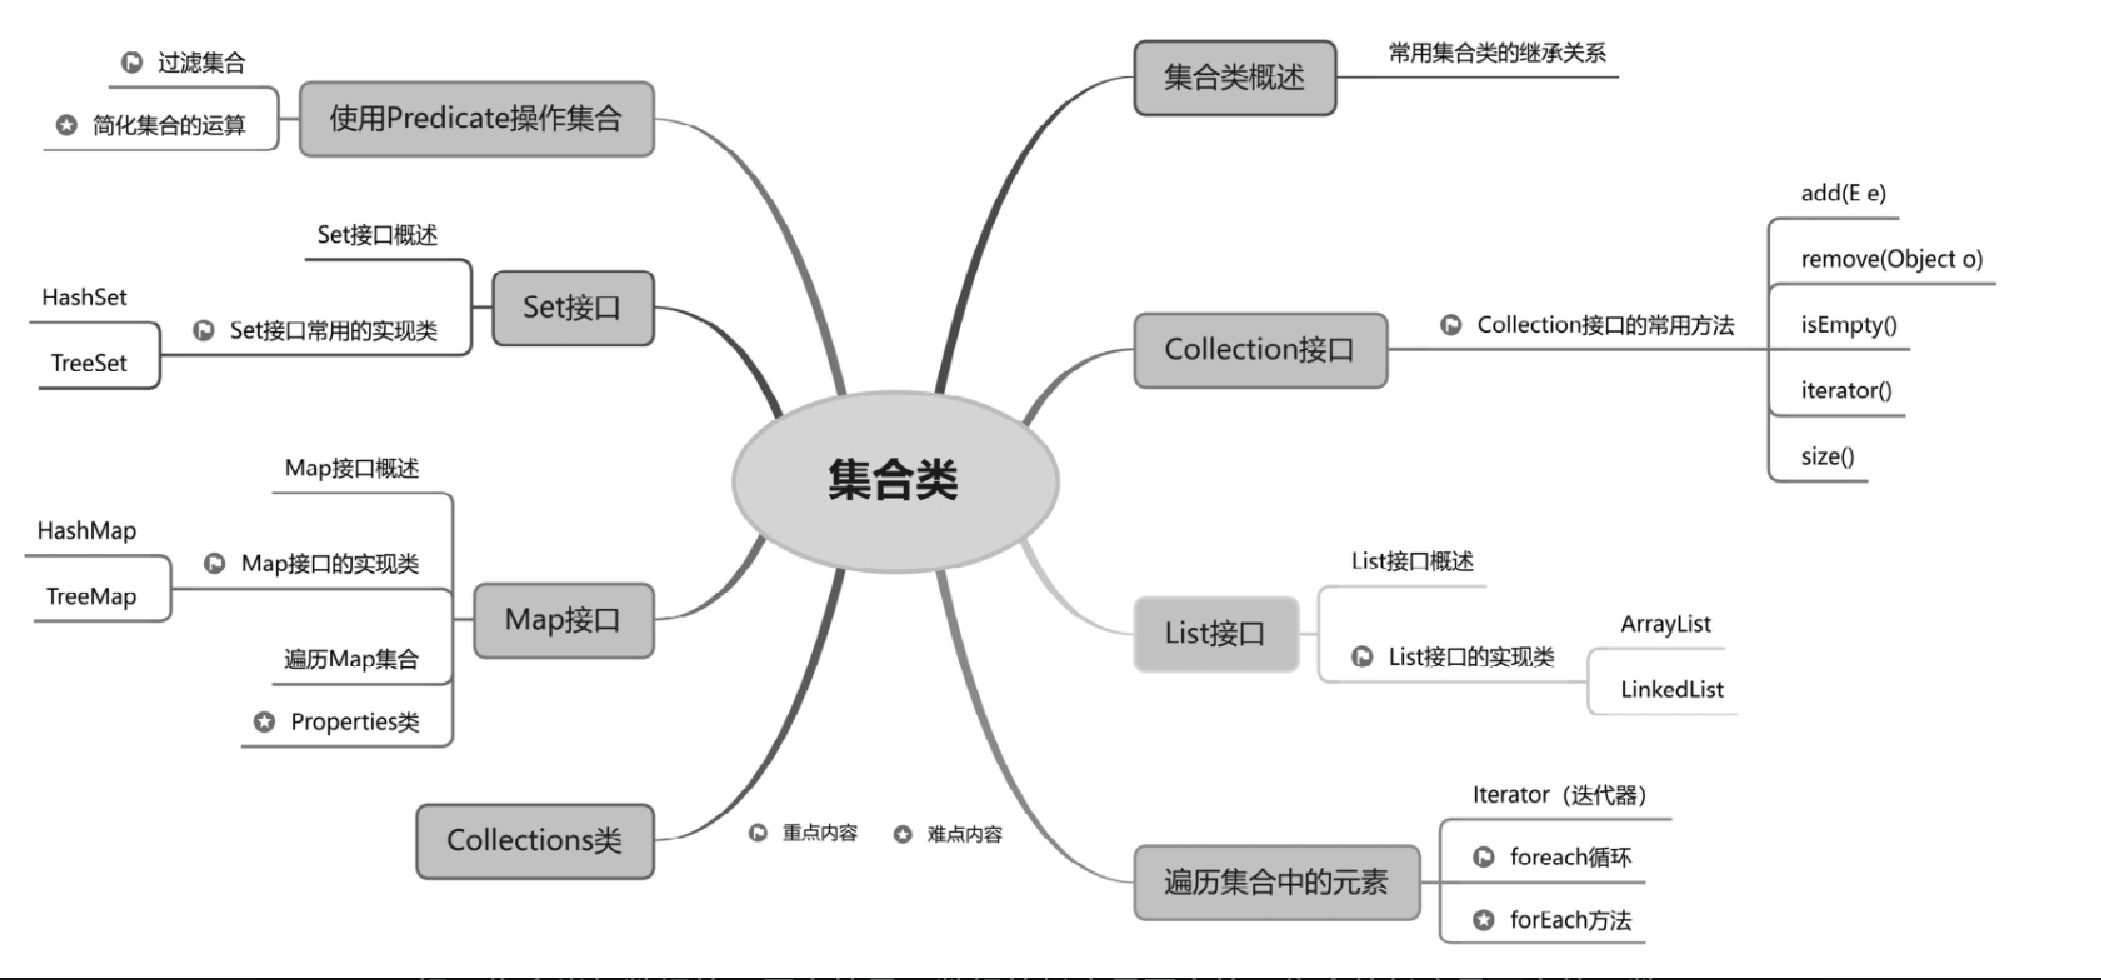 集合类
集合类概述
常用集合类的继承关系
Collection接口
Collection接口的常用方法
add(E e)
remove(Object o)
isEmpty()
iterator()
size()
List接口
List接口概述
List接口的实现类
ArrayList
LinkedList
遍历集合中的元素
Iterator（迭代器）
foreach循环
forEach方法
使用Predicate操作集合
过滤集合
简化集合的运算
Set接口
Set接口概述
Set接口常用的实现类
HashSet
TreeSet
Map接口
Map接口概述
Map接口的实现类
HashMap
TreeMap
遍历Map集合
Properties类
Collections类
重点内容
难点内容